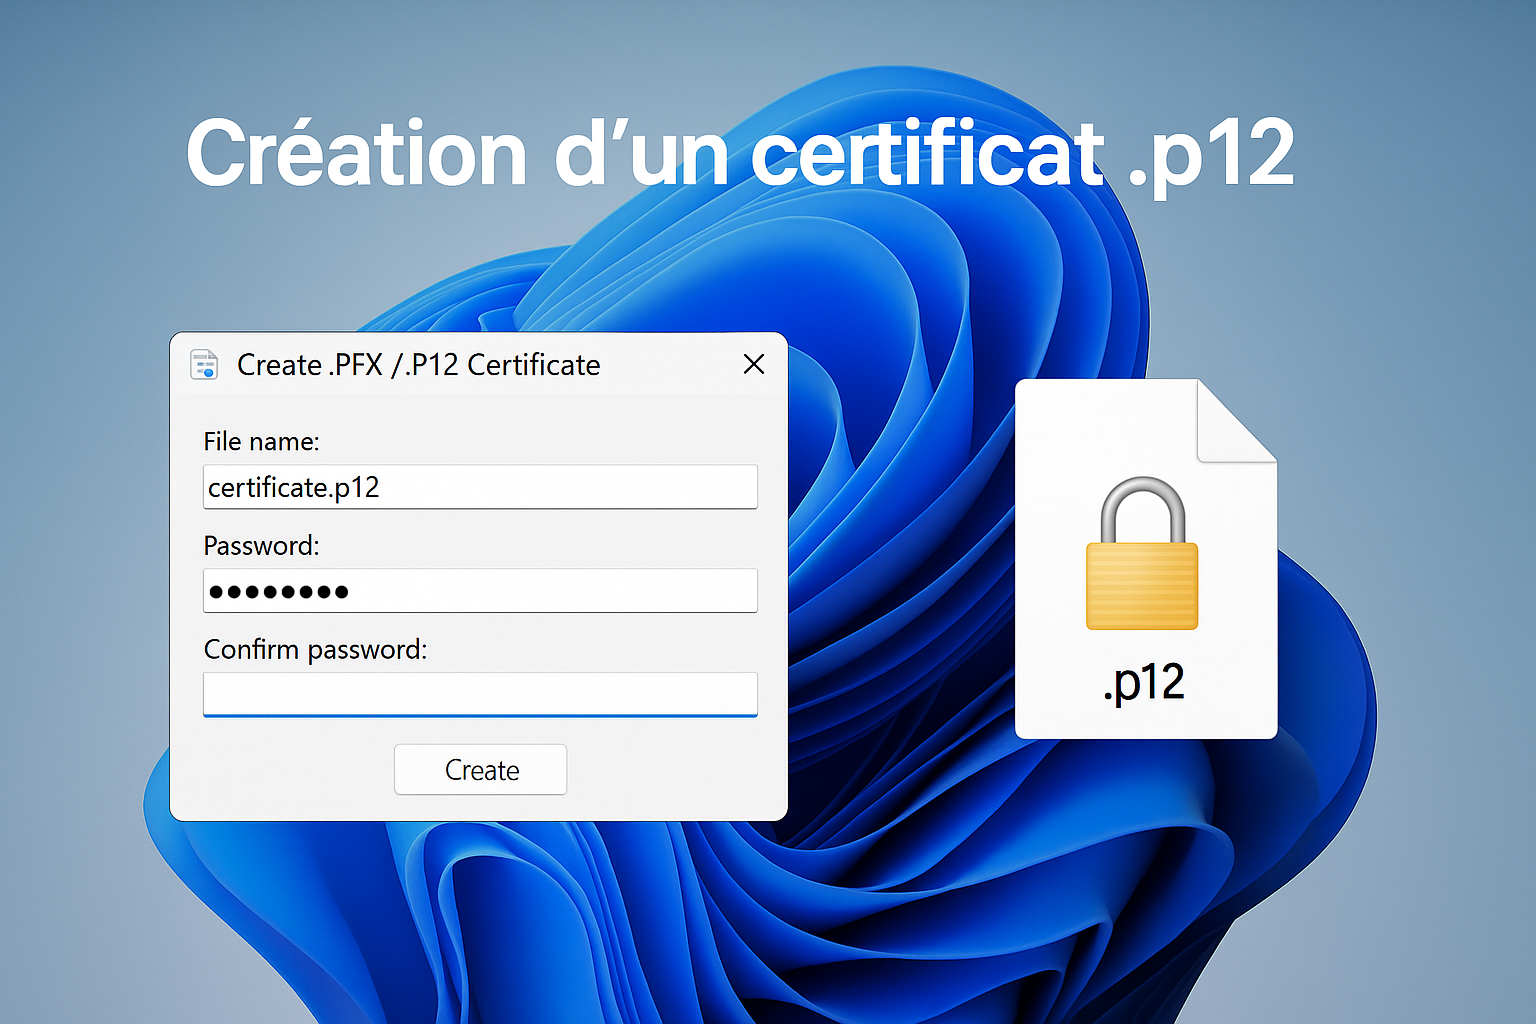 Création d’un certificat .p12
Create .PFX /.P12 Certificate
File name:
certificate.p12
Password:
●●●●●●●●
Confirm password:
Create
.p12